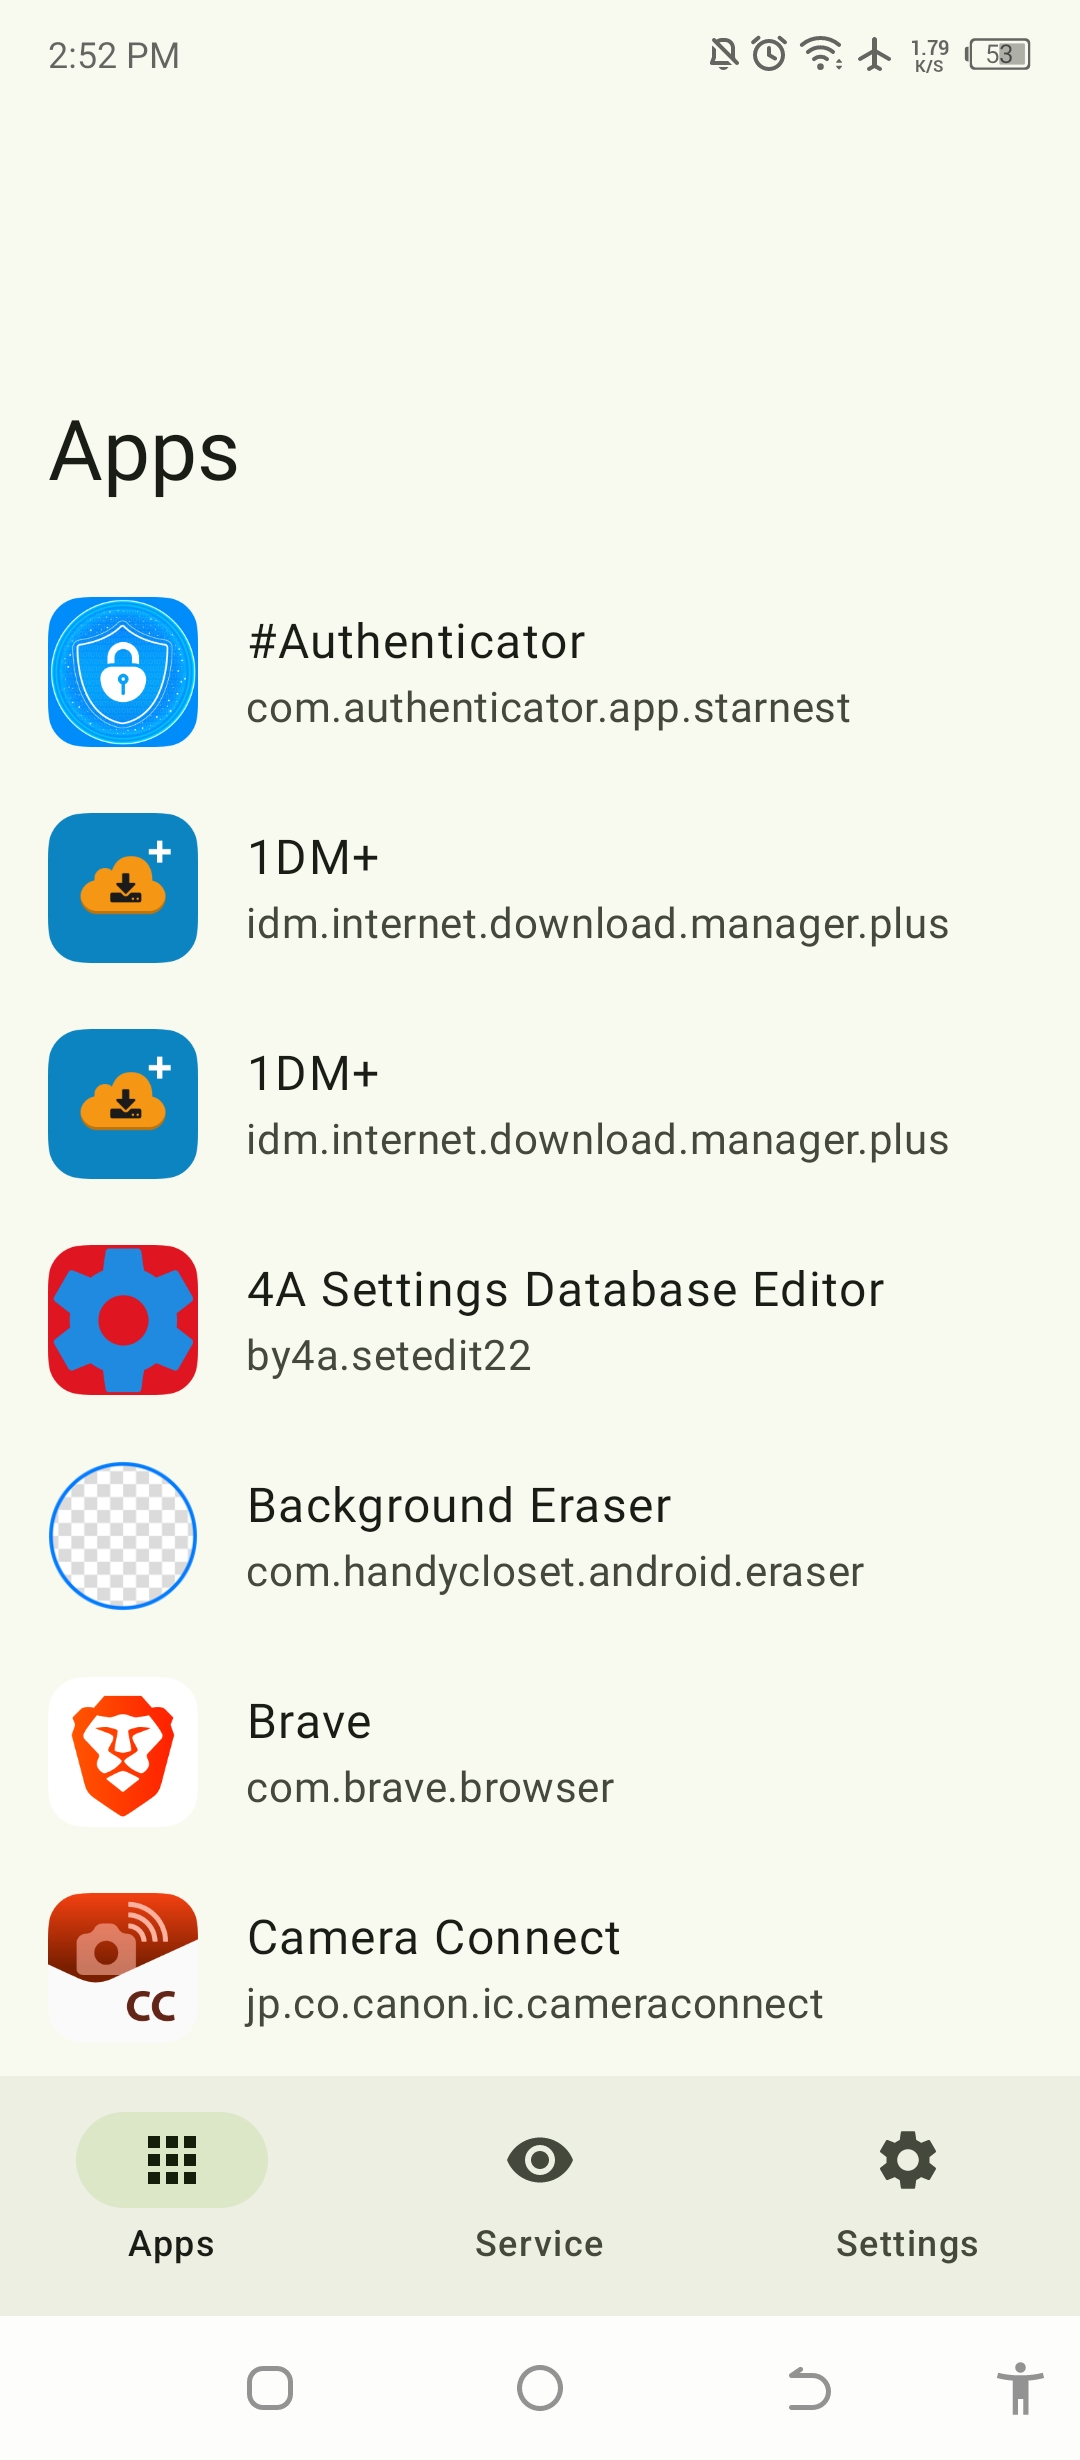 2:52 PM
1.79
K/S
53
Apps
#Authenticator
com.authenticator.app.starnest
1DM+
idm.internet.download.manager.plus
1DM+
idm.internet.download.manager.plus
4A Settings Database Editor
by4a.setedit22
Background Eraser
com.handycloset.android.eraser
Brave
com.brave.browser
Camera Connect
jp.co.canon.ic.cameraconnect
CC
Apps
Service
Settings